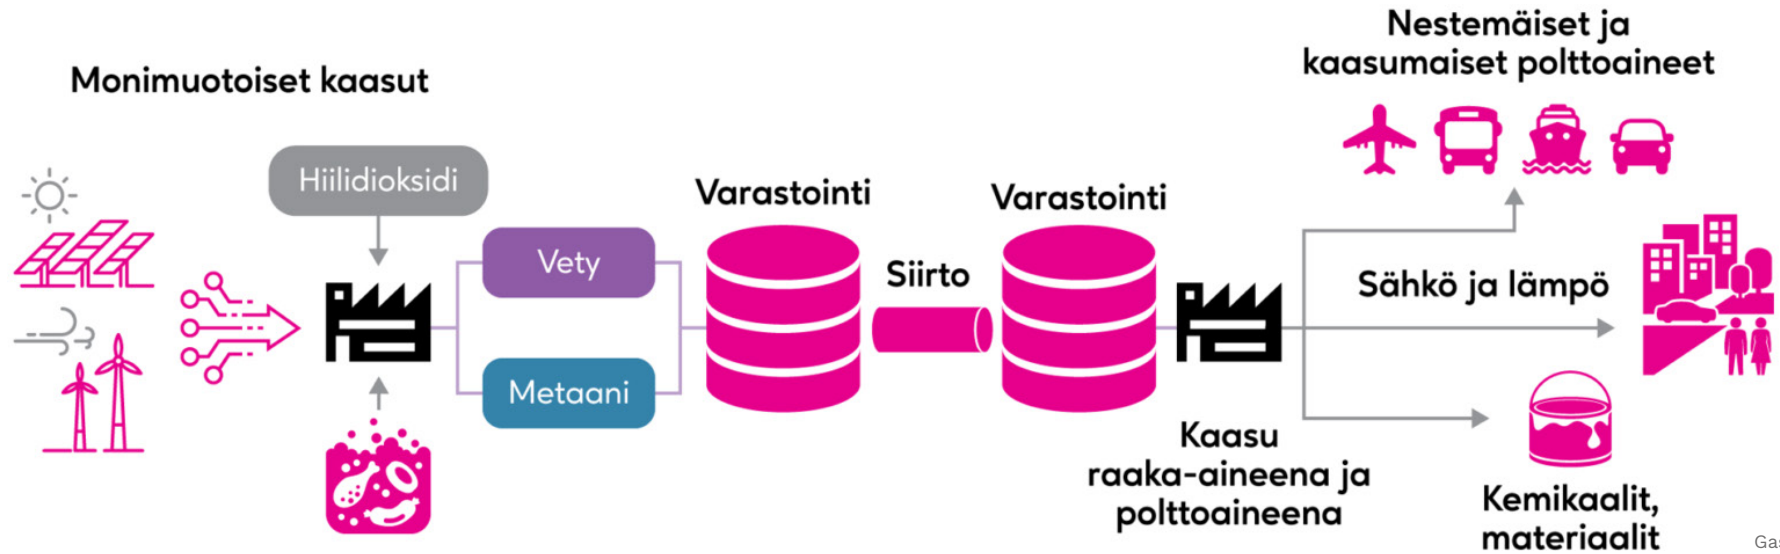 Monimuotoiset kaasut
Hiilidioksidi
Vety
Metaani
Varastointi
Siirto
Varastointi
Kaasu
raaka-aineena ja
polttoaineena
Nestemäiset ja
kaasumaiset polttoaineet
Sähkö ja lämpö
Kemikaalit,
materiaalit